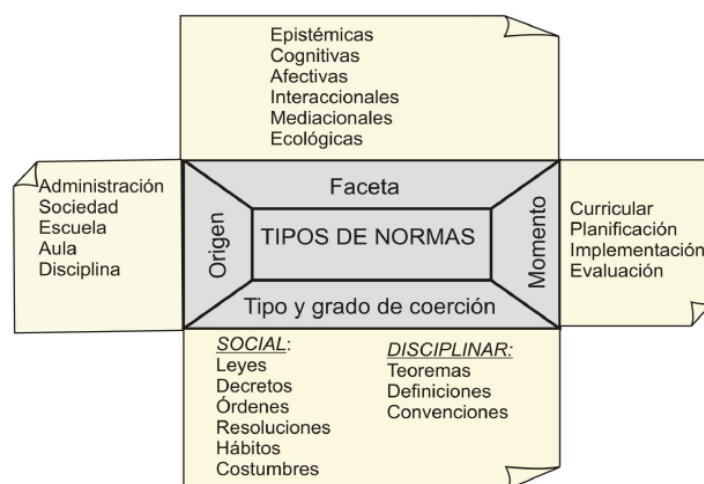 Epistémicas
Cognitivas
Afectivas
Interaccionales
Mediacionales
Ecológicas
Faceta
Administración
Sociedad
Escuela
Aula
Disciplina
Origen
TIPOS DE NORMAS
Momento
Curricular
Planificación
Implementación
Evaluación
Tipo y grado de coerción
SOCIAL:
Leyes
Decretos
Órdenes
Resoluciones
Hábitos
Costumbres
DISCIPLINAR:
Teoremas
Definiciones
Convenciones